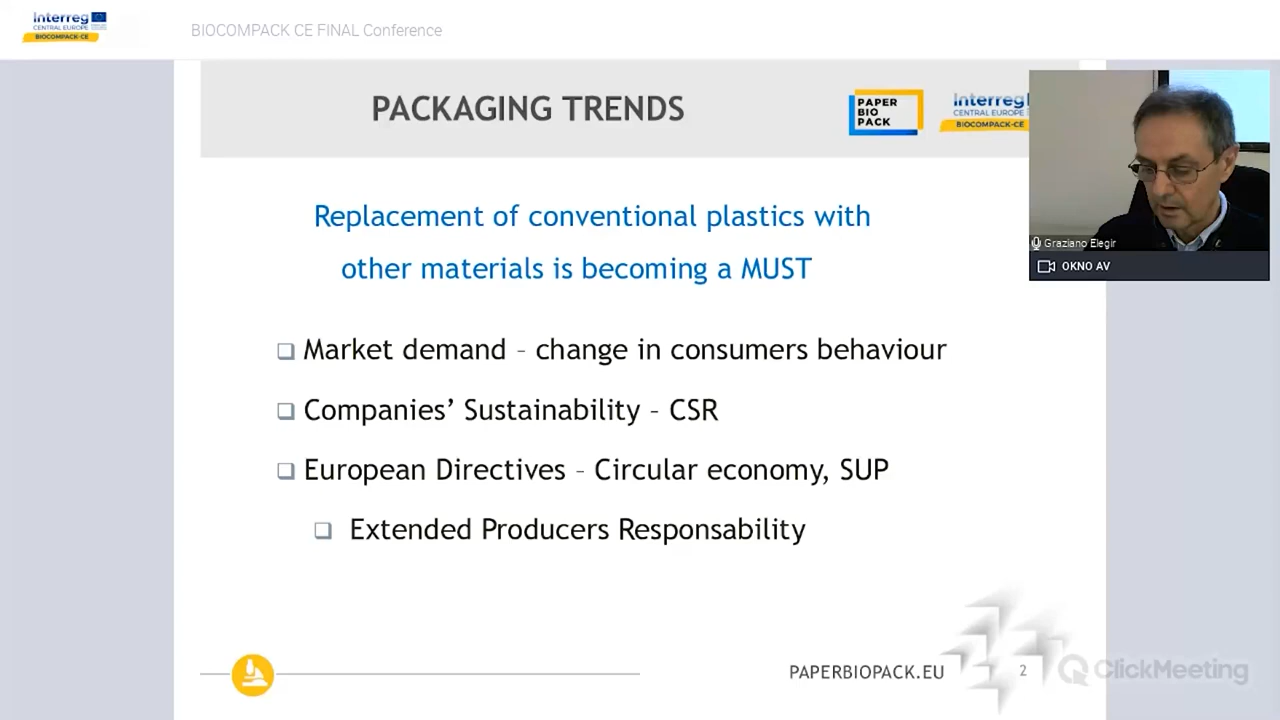 Interreg
CENTRAL EUROPE
BIOCOMPACK-CE
BIOCOMPACK CE FINAL Conference
PACKAGING TRENDS
PAPER
BIO
PACK
Interreg
CENTRAL EUROPE
BIOCOMPACK-CE
Graziano Elegir
OKNO AV
Replacement of conventional plastics with
other materials is becoming a MUST
Market demand – change in consumers behaviour
Companies’ Sustainability – CSR
European Directives – Circular economy, SUP
Extended Producers Responsability
PAPERBIOPACK.EU
2
ClickMeeting